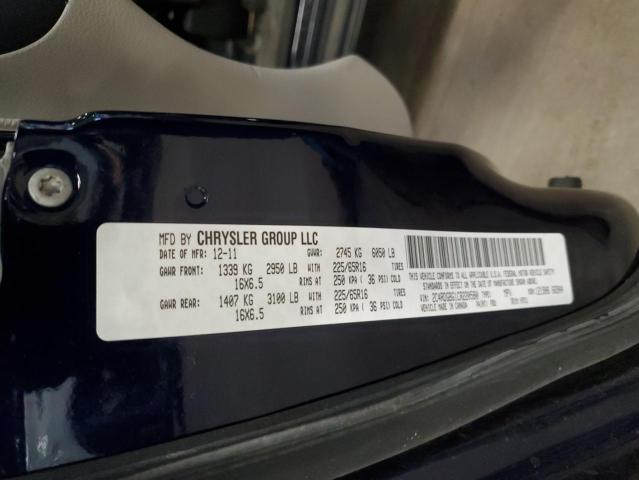 MFD BY CHRYSLER GROUP LLC
DATE OF MFR: 12-11 GVWR: 2745 KG 6050 LB
GAWR FRONT: 1339 KG 2950 LB WITH 225/65R16 TIRES
16X6.5 RIMS AT 250 KPA ( 36 PSI) COLD
GAWR REAR: 1407 KG 3100 LB WITH 225/65R16 TIRES
16X6.5 RIMS AT 250 KPA ( 36 PSI) COLD
THIS VEHICLE CONFORMS TO ALL APPLICABLE U.S.A. FEDERAL MOTOR VEHICLE SAFETY
STANDARDS IN EFFECT ON THE DATE OF MANUFACTURE SHOWN ABOVE.
VIN: TYPE: MPV
VEHICLE MADE IN CANADA PAINT: